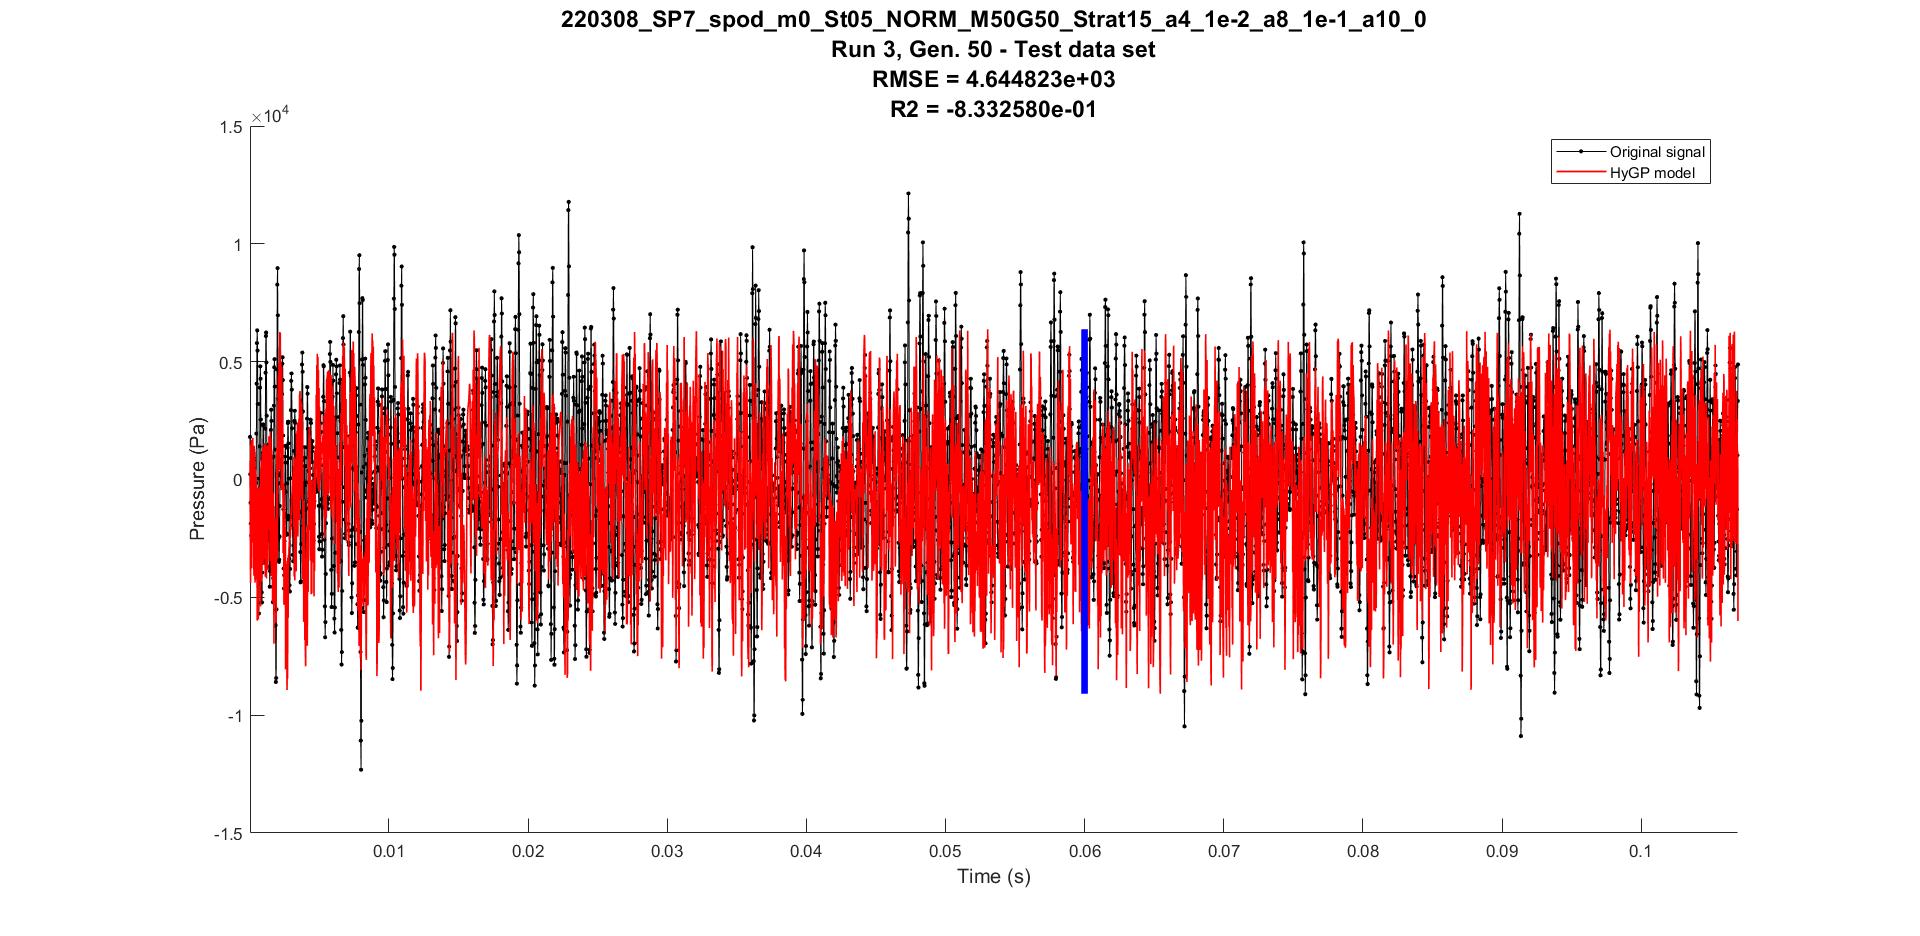 220308_SP7_spod_m0_St05_NORM_M50G50_Strat15_a4_1e-2_a8_1e-1_a10_0
Run 3, Gen. 50 - Test data set
RMSE = 4.644823e+03
R2 = -8.332580e-01
×10⁴
1.5
1
0.5
0
-0.5
-1
-1.5
Pressure (Pa)
Original signal
HyGP model
0.01 0.02 0.03 0.04 0.05 0.06 0.07 0.08 0.09 0.1
Time (s)